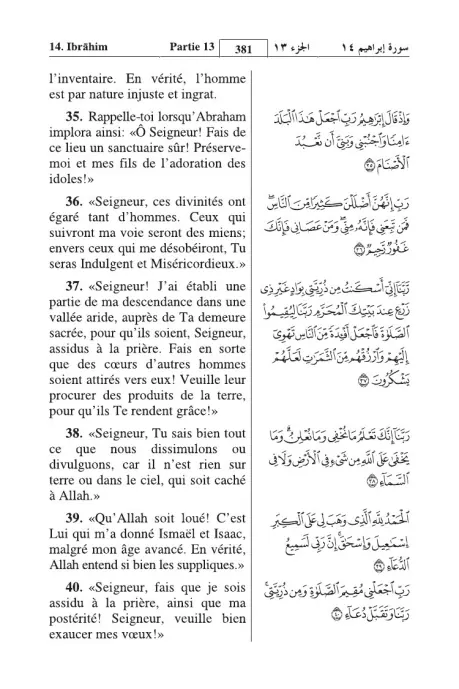 14. Ibrāhim Partie 13 381 الجزء ١٣ سورة إبراهيم ١٤
l'inventaire. En vérité, l'homme
est par nature injuste et ingrat.
35. Rappelle-toi lorsqu'Abraham
implora ainsi: «Ô Seigneur! Fais de
ce lieu un sanctuaire sûr! Préserve-
moi et mes fils de l'adoration des
idoles!»
36. «Seigneur, ces divinités ont
égaré tant d'hommes. Ceux qui
suivront ma voie seront des miens;
envers ceux qui me désobéiront, Tu
seras Indulgent et Miséricordieux.»
37. «Seigneur! J'ai établi une
partie de ma descendance dans une
vallée aride, auprès de Ta demeure
sacrée, pour qu'ils soient, Seigneur,
assidus à la prière. Fais en sorte
que des cœurs d'autres hommes
soient attirés vers eux! Veuille leur
procurer des produits de la terre,
pour qu'ils Te rendent grâce!»
38. «Seigneur, Tu sais bien tout
ce que nous dissimulons ou
divulguons, car il n'est rien sur
terre ou dans le ciel, qui soit caché
à Allah.»
39. «Qu'Allah soit loué! C'est
Lui qui m'a donné Ismaël et Isaac,
malgré mon âge avancé. En vérité,
Allah entend si bien les suppliques.»
40. «Seigneur, fais que je sois
assidu à la prière, ainsi que ma
postérité! Seigneur, veuille bien
exaucer mes vœux!»
وَإِذْ قَالَ إِبْرَٰهِيمُ رَبِّ ٱجْعَلْ هَٰذَا ٱلْبَلَدَ
ءَامِنًا وَٱجْنُبْنِى وَبَنِىَّ أَن نَّعْبُدَ
ٱلْأَصْنَامَ ٣٥
رَبِّ إِنَّهُنَّ أَضْلَلْنَ كَثِيرًا مِّنَ ٱلنَّاسِ ۖ
فَمَن تَبِعَنِى فَإِنَّهُۥ مِنِّى ۖ وَمَنْ عَصَانِى فَإِنَّكَ
غَفُورٌ رَّحِيمٌ ٣٦
رَّبَّنَآ إِنِّىٓ أَسْكَنتُ مِن ذُرِّيَّتِى بِوَادٍ غَيْرِ ذِى
زَرْعٍ عِندَ بَيْتِكَ ٱلْمُحَرَّمِ رَبَّنَا لِيُقِيمُوا۟
ٱلصَّلَوٰةَ فَٱجْعَلْ أَفْـِٔدَةً مِّنَ ٱلنَّاسِ تَهْوِىٓ
إِلَيْهِمْ وَٱرْزُقْهُم مِّنَ ٱلثَّمَرَٰتِ لَعَلَّهُمْ
يَشْكُرُونَ ٣٧
رَبَّنَآ إِنَّكَ تَعْلَمُ مَا نُخْفِى وَمَا نُعْلِنُ ۗ وَمَا
يَخْفَىٰ عَلَى ٱللَّهِ مِن شَىْءٍ فِى ٱلْأَرْضِ وَلَا فِى
ٱلسَّمَآءِ ٣٨
ٱلْحَمْدُ لِلَّهِ ٱلَّذِى وَهَبَ لِى عَلَى ٱلْكِبَرِ
إِسْمَٰعِيلَ وَإِسْحَٰقَ ۚ إِنَّ رَبِّى لَسَمِيعُ
ٱلدُّعَآءِ ٣٩
رَبِّ ٱجْعَلْنِى مُقِيمَ ٱلصَّلَوٰةِ وَمِن ذُرِّيَّتِى ۚ
رَبَّنَا وَتَقَبَّلْ دُعَآءِ ٤٠